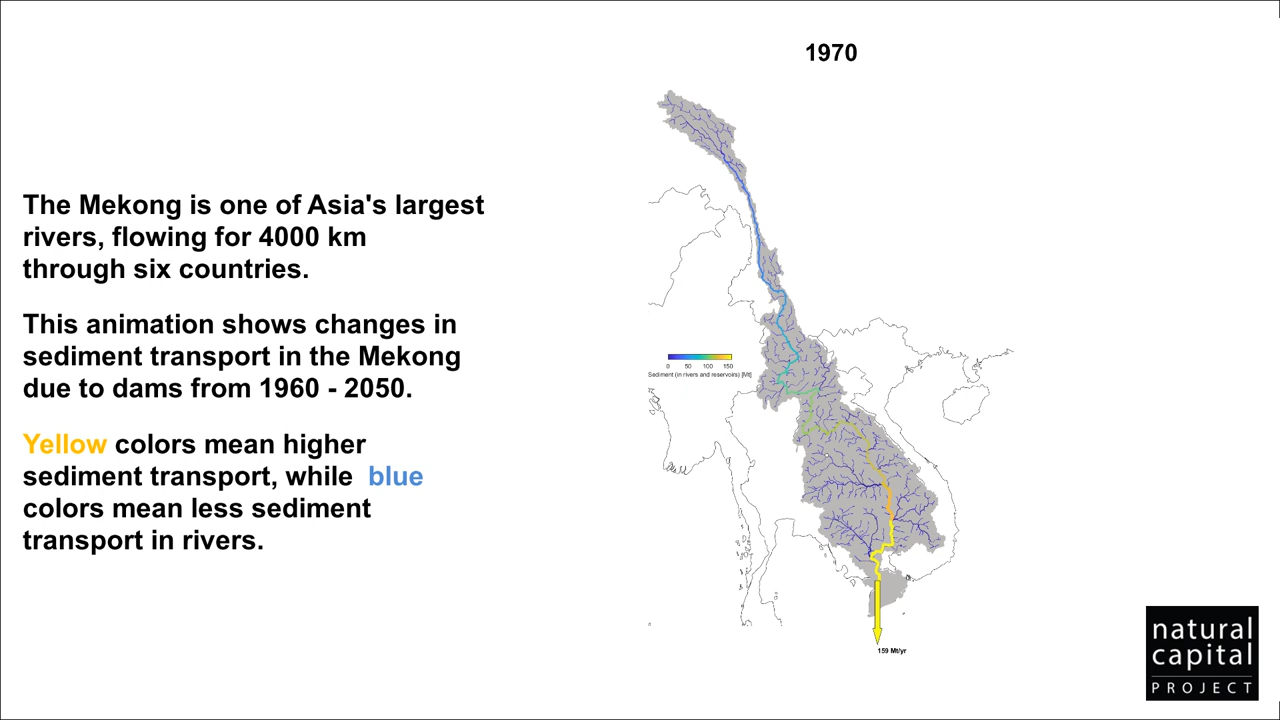 1970
The Mekong is one of Asia's largest
rivers, flowing for 4000 km
through six countries.
This animation shows changes in
sediment transport in the Mekong
due to dams from 1960 - 2050.
Yellow colors mean higher
sediment transport, while blue
colors mean less sediment
transport in rivers.
0 50 100 150
Sediment (in rivers and reservoirs) [Mt]
159 Mt/yr
natural
capital
PROJECT